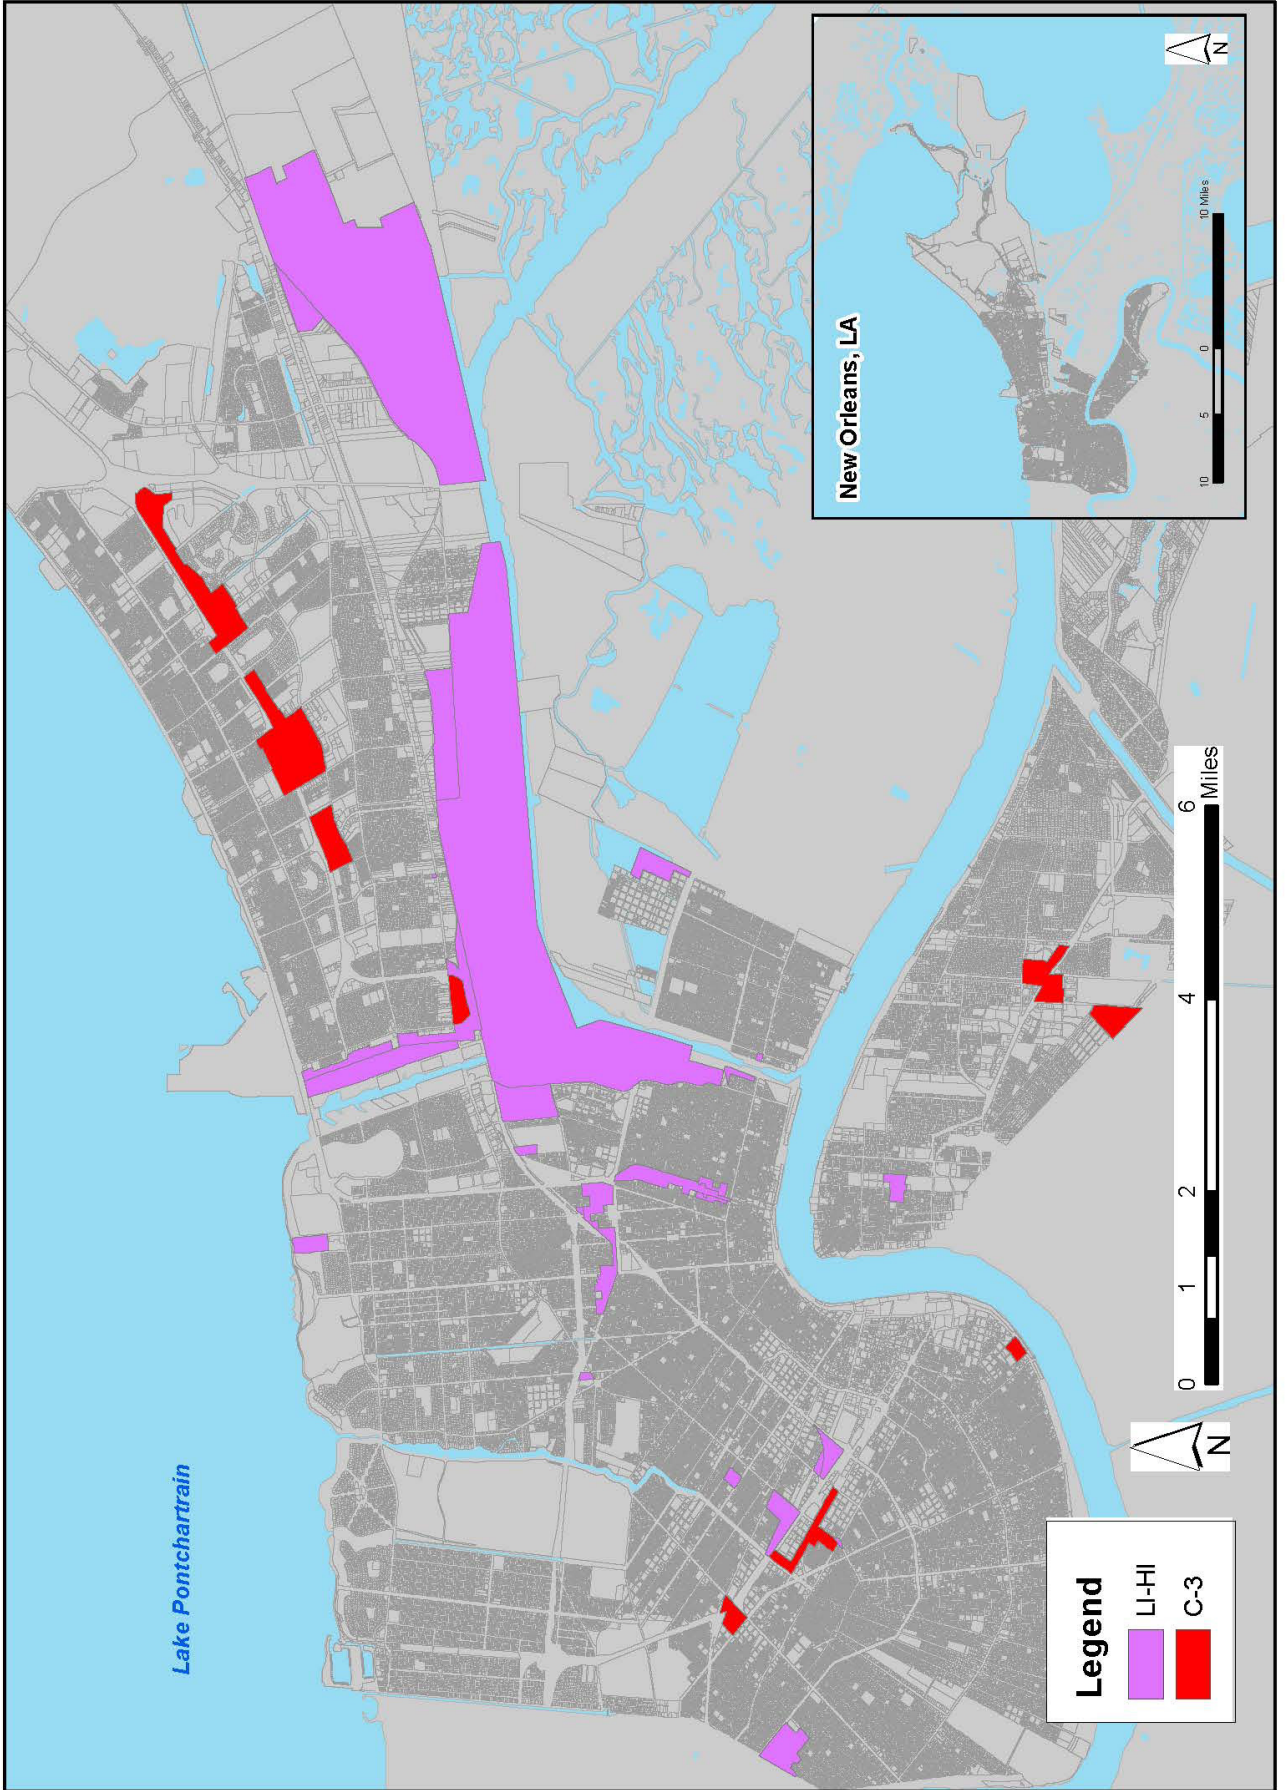 Lake Pontchartrain
New Orleans, LA
N
10 5 0 10 Miles
Legend
LI-HI
C-3
N
0 1 2 4 6
Miles